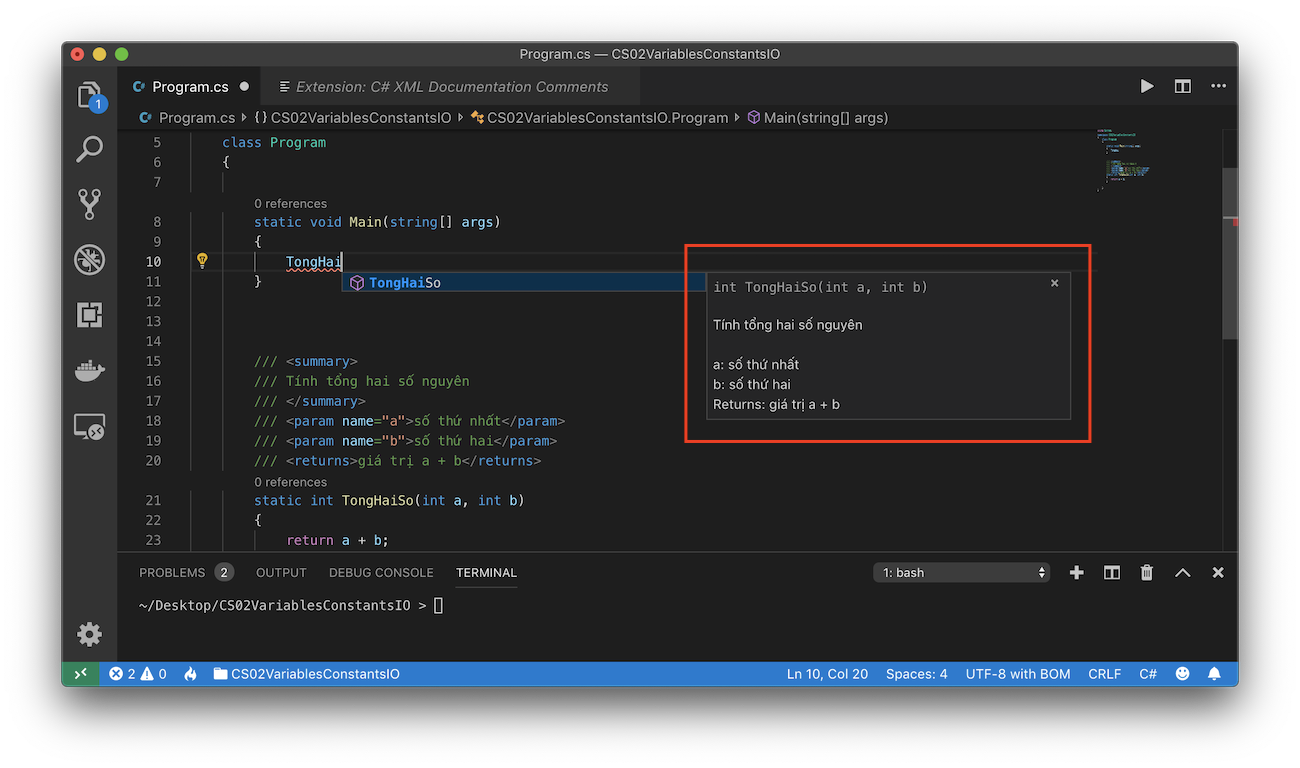 Program.cs — CS02VariablesConstantsIO
Program.cs
Extension: C# XML Documentation Comments
Program.cs
{ } CS02VariablesConstantsIO
CS02VariablesConstantsIO.Program
Main(string[] args)
1
5 class Program
6 {
7
0 references
8 static void Main(string[] args)
9 {
10 TongHai
TongHaiSo
11 }
12
13
14
int TongHaiSo(int a, int b)
×
Tính tổng hai số nguyên
a: số thứ nhất
b: số thứ hai
Returns: giá trị a + b
15 /// <summary>
16 /// Tính tổng hai số nguyên
17 /// </summary>
18 /// <param name="a">số thứ nhất</param>
19 /// <param name="b">số thứ hai</param>
20 /// <returns>giá trị a + b</returns>
0 references
21 static int TongHaiSo(int a, int b)
22 {
23 return a + b;
PROBLEMS 2 OUTPUT DEBUG CONSOLE TERMINAL
1: bash
~/Desktop/CS02VariablesConstantsIO >
2 0 CS02VariablesConstantsIO
Ln 10, Col 20 Spaces: 4 UTF-8 with BOM CRLF C#